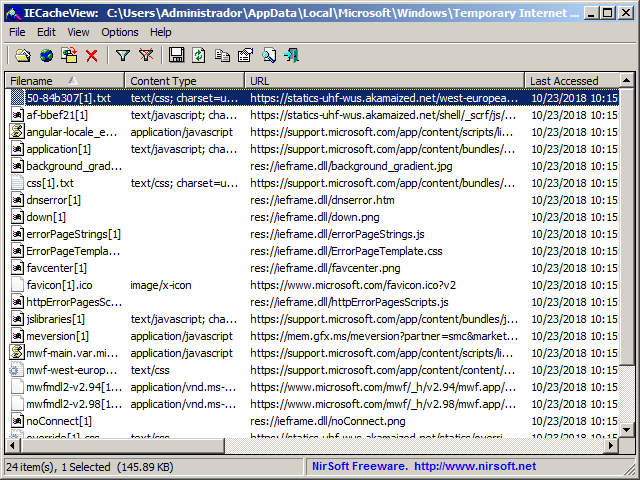 IECacheView: C:\Users\Administrador\AppData\Local\Microsoft\Windows\Temporary Internet ...
File Edit View Options Help
Filename Content Type URL Last Accessed
50-84b307[1].txt text/css; charset=u... https://statics-uhf-wus.akamaized.net/west-europea... 10/23/2018 10:15
af-bbef21[1] text/javascript; cha... https://statics-uhf-wus.akamaized.net/shell/_scrf/js/... 10/23/2018 10:15
angular-locale_e... application/javascript https://support.microsoft.com/app/content/scripts/li... 10/23/2018 10:15
application[1] text/javascript; cha... https://support.microsoft.com/app/content/bundles/... 10/23/2018 10:15
background_grad... res://ieframe.dll/background_gradient.jpg 10/23/2018 10:15
css[1].txt text/css; charset=u... https://support.microsoft.com/app/content/bundles/... 10/23/2018 10:15
dnserror[1] res://ieframe.dll/dnserror.htm 10/23/2018 10:15
down[1] res://ieframe.dll/down.png 10/23/2018 10:15
errorPageStrings[1] res://ieframe.dll/errorPageStrings.js 10/23/2018 10:15
ErrorPageTempla... res://ieframe.dll/ErrorPageTemplate.css 10/23/2018 10:15
favcenter[1] res://ieframe.dll/favcenter.png 10/23/2018 10:15
favicon[1].ico image/x-icon https://www.microsoft.com/favicon.ico?v2 10/23/2018 10:15
httpErrorPagesSc... res://ieframe.dll/httpErrorPagesScripts.js 10/23/2018 10:15
jslibraries[1] text/javascript; cha... https://support.microsoft.com/app/content/bundles/j... 10/23/2018 10:15
meversion[1] application/javascript https://mem.gfx.ms/meversion?partner=smc&market... 10/23/2018 10:15
mwf-main.var.mi... application/javascript https://support.microsoft.com/app/content/scripts/li... 10/23/2018 10:15
mwf-west-europ... text/css https://support.microsoft.com/app/content/content/... 10/23/2018 10:15
mwfmdl2-v2.94[1... application/vnd.ms-... https://www.microsoft.com/mwf/_h/v2.94/mwf.app/... 10/23/2018 10:15
mwfmdl2-v2.98[1... application/vnd.ms-... https://www.microsoft.com/mwf/_h/v2.98/mwf.app/... 10/23/2018 10:15
noConnect[1] res://ieframe.dll/noConnect.png 10/23/2018 10:15
override[1].css text/css https://statics-uhf-wus.akamaized.net/statics/overri... 10/23/2018 10:15
24 item(s), 1 Selected (145.89 KB) NirSoft Freeware. http://www.nirsoft.net